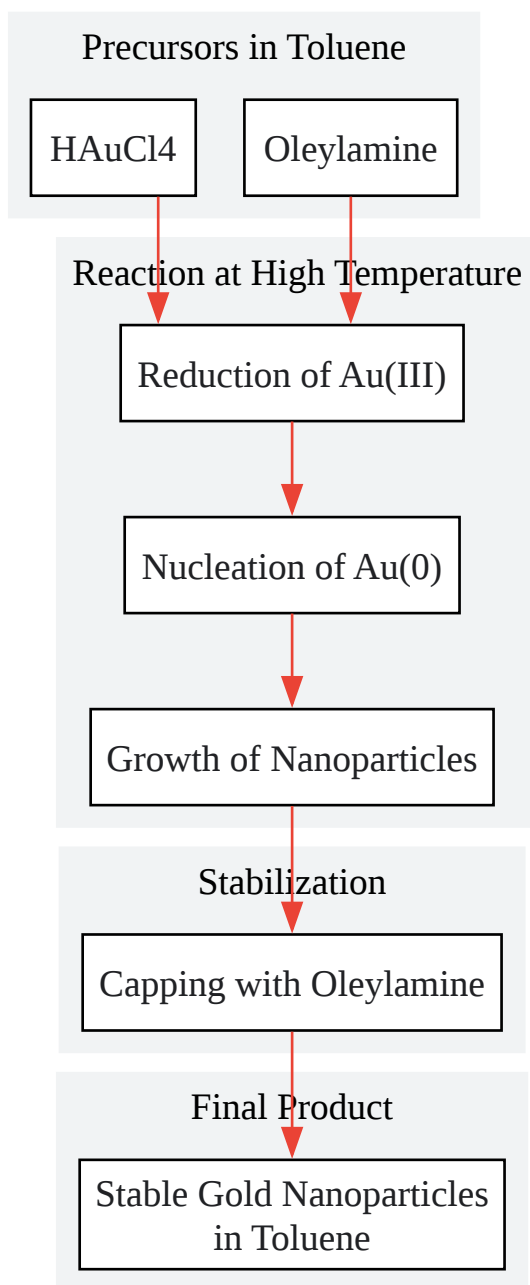 Precursors in Toluene
HAuCl4
Oleylamine
Reaction at High Temperature
Reduction of Au(III)
Nucleation of Au(0)
Growth of Nanoparticles
Stabilization
Capping with Oleylamine
Final Product
Stable Gold Nanoparticles
in Toluene